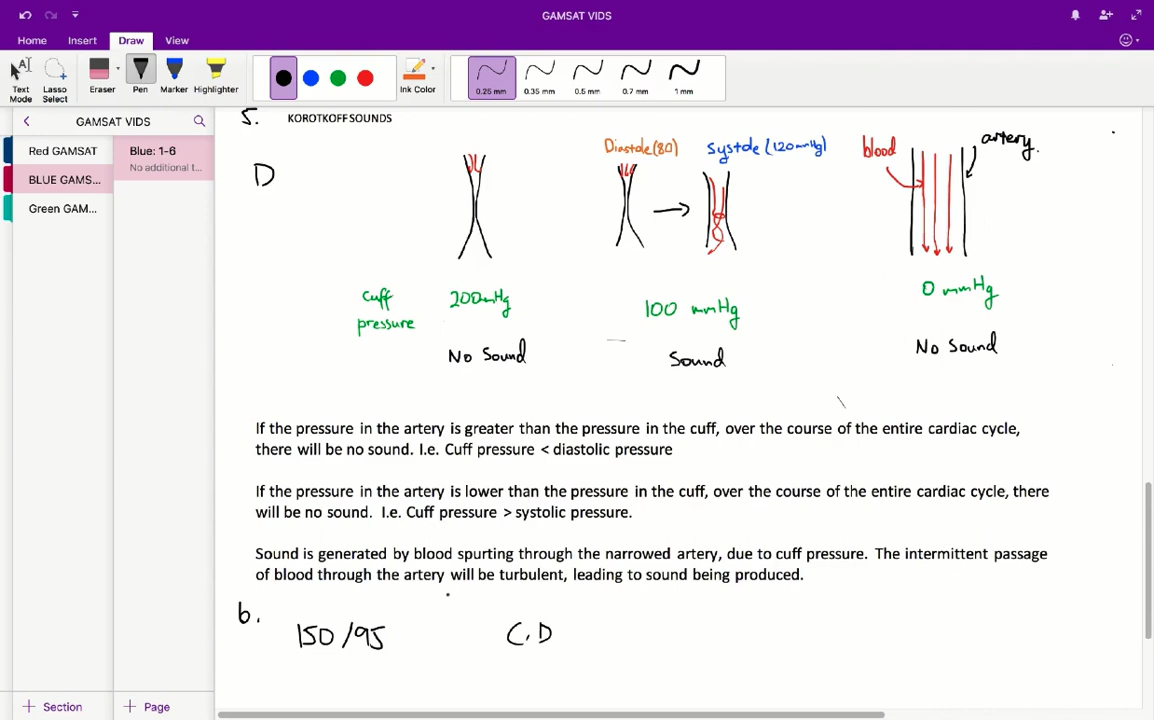 GAMSAT VIDS
Home
Insert
Draw
View
Text Mode
Lasso Select
Eraser
Pen
Marker
Highlighter
Ink Color
0.25 mm
0.35 mm
0.5 mm
0.7 mm
1 mm
GAMSAT VIDS
Red GAMSAT
BLUE GAMS...
Green GAM...
Blue: 1-6
No additional t...
5. KOROTKOFF SOUNDS
D
Diastole (80)
Systole (120mmHg)
blood
artery.
cuff pressure
200mmHg
100 mmHg
0 mmHg
No Sound
Sound
No Sound
If the pressure in the artery is greater than the pressure in the cuff, over the course of the entire cardiac cycle,
there will be no sound. I.e. Cuff pressure < diastolic pressure
If the pressure in the artery is lower than the pressure in the cuff, over the course of the entire cardiac cycle, there
will be no sound.  I.e. Cuff pressure > systolic pressure.
Sound is generated by blood spurting through the narrowed artery, due to cuff pressure. The intermittent passage
of blood through the artery will be turbulent, leading to sound being produced.
6.
150/95
C, D
+ Section
+ Page